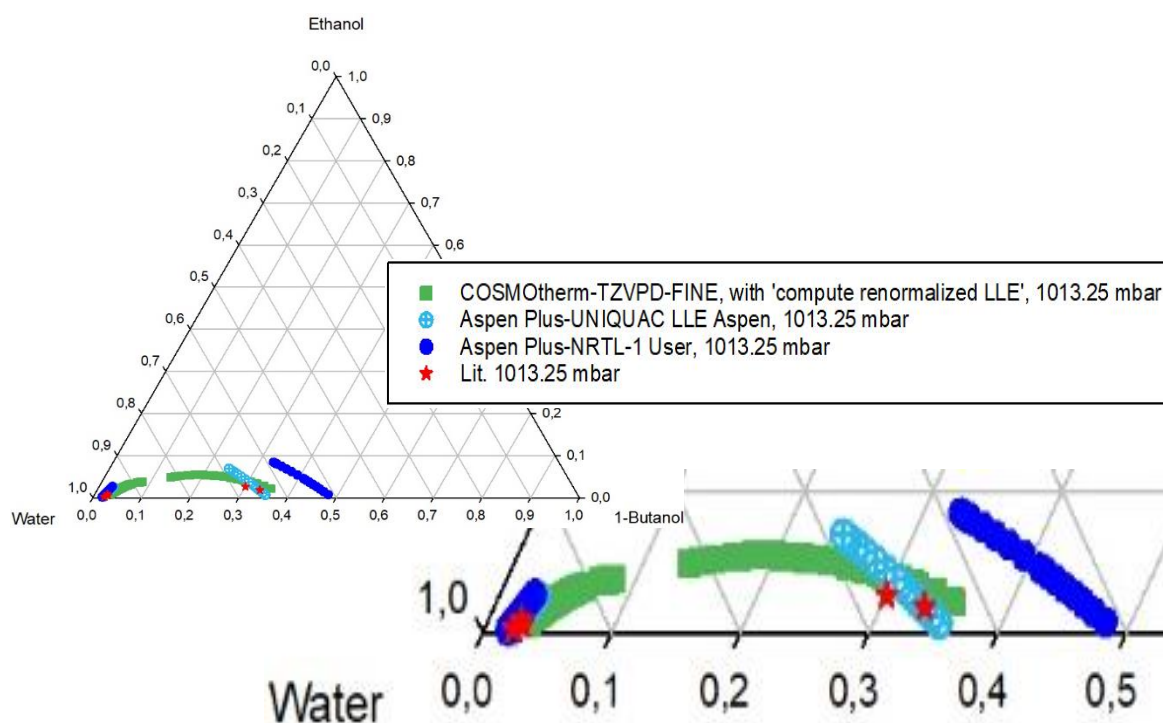 Ethanol
0,0 1,0
0,1 0,9
0,2 0,8
0,3 0,7
0,4 0,6
0,5
COSMOtherm-TZVPD-FINE, with 'compute renormalized LLE', 1013.25 mbar
Aspen Plus-UNIQUAC LLE Aspen, 1013.25 mbar
0,6
Aspen Plus-NRTL-1 User, 1013.25 mbar
0,7
Lit. 1013.25 mbar
0,8 0,2
0,9 0,1
1,0 0,0
Water 0,0 0,1 0,2 0,3 0,4 0,5 0,6 0,7 0,8 0,9 1,0 1-Butanol
1,0
Water 0,0 0,1 0,2 0,3 0,4 0,5